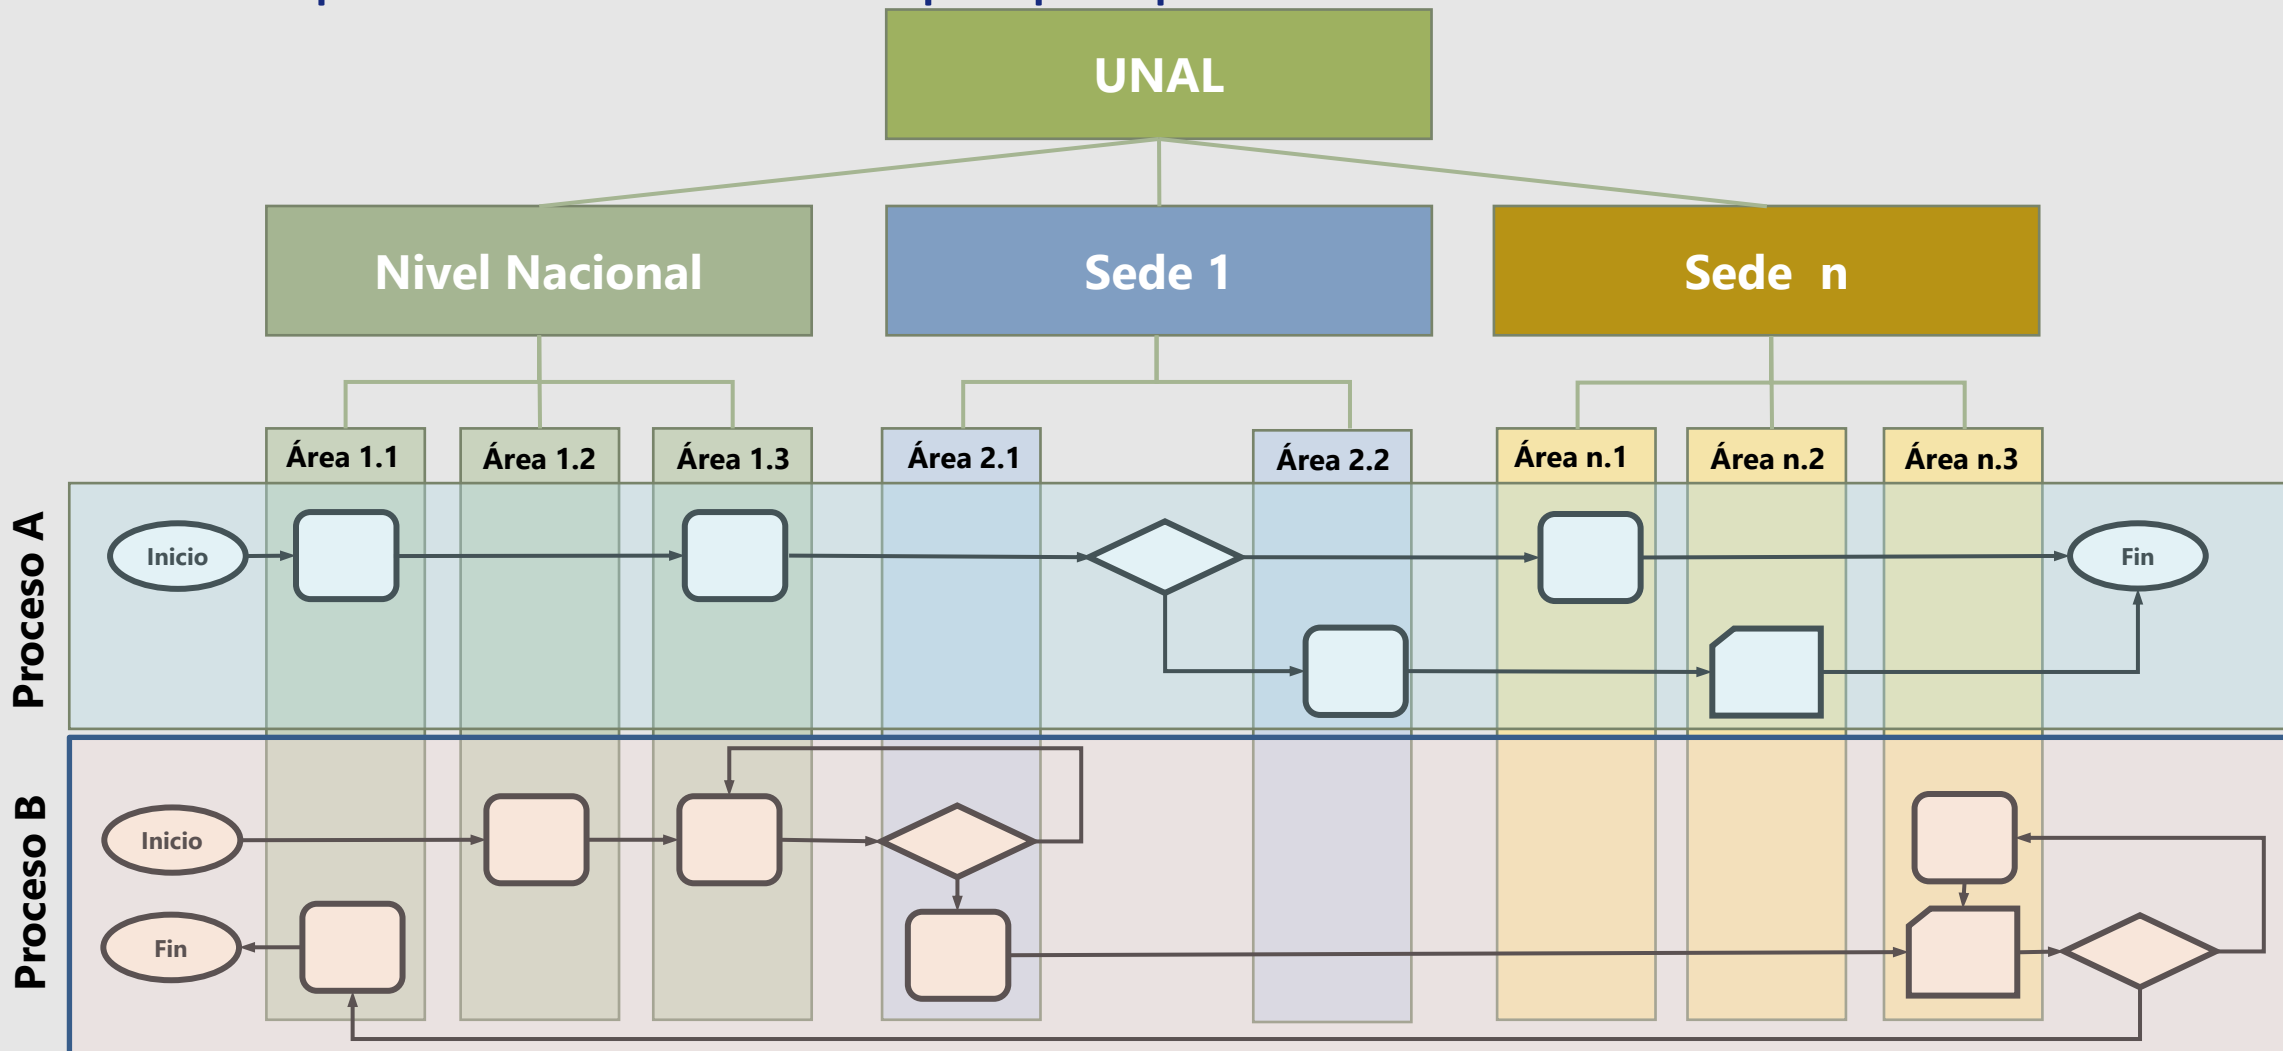 UNAL
Nivel Nacional
Sede 1
Sede n
Área 1.1
Área 1.2
Área 1.3
Área 2.1
Área 2.2
Área n.1
Área n.2
Área n.3
Proceso A
Inicio
Fin
Proceso B
Inicio
Fin